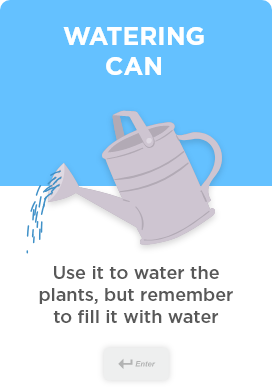 WATERING
CAN
Use it to water the
plants, but remember
to fill it with water
Enter